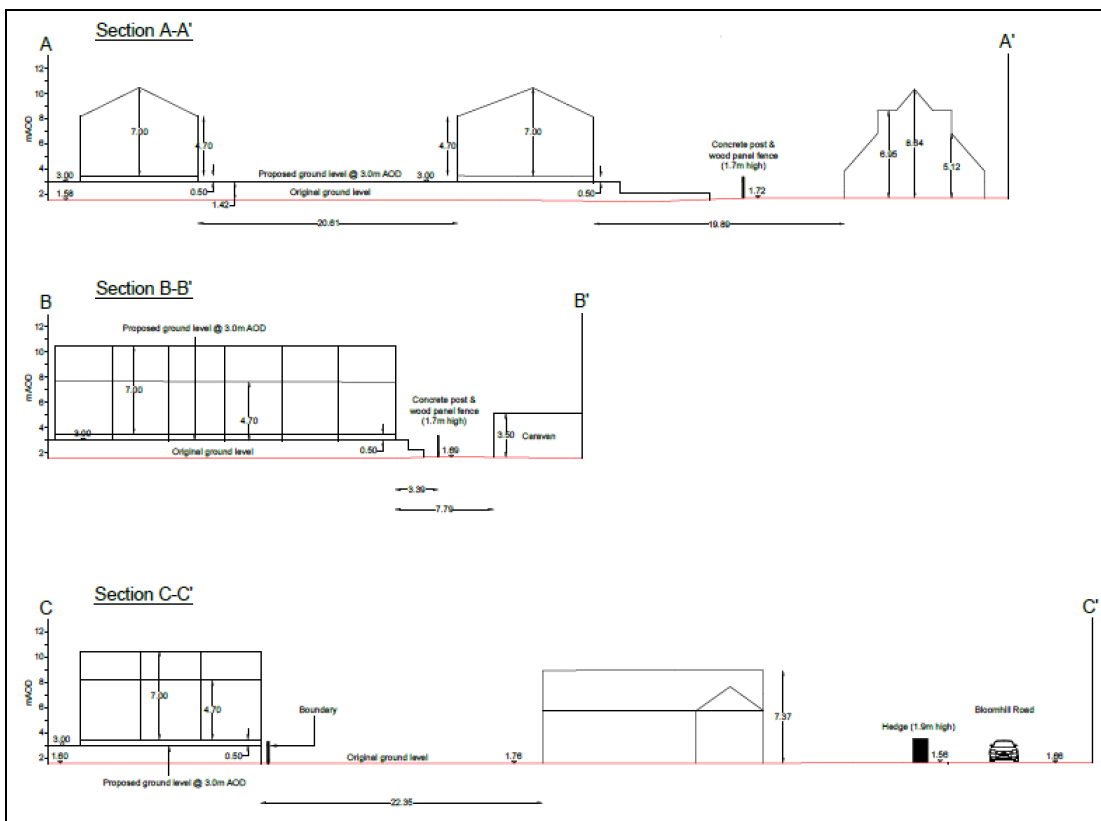 Section A-A'
A
A'
12
10
8
6
4
2
mAOD
7.00
4.70
4.70
7.00
Concrete post &
wood panel fence
(1.7m high)
6.95
8.84
5.12
3.00
1.58
0.50
1.42
Proposed ground level @ 3.0m AOD
3.00
Original ground level
0.50
1.72
20.61
19.89
Section B-B'
B
B'
12
10
8
6
4
2
mAOD
Proposed ground level @ 3.0m AOD
7.00
4.70
Concrete post &
wood panel fence
(1.7m high)
3.50
Caravan
3.00
Original ground level
0.50
1.69
3.39
7.79
Section C-C'
C
C'
12
10
8
6
4
2
mAOD
7.00
4.70
Boundary
7.37
Bloomhill Road
Hedge (1.9m high)
3.00
1.60
0.50
Original ground level
1.76
1.56
1.66
Proposed ground level @ 3.0m AOD
22.35